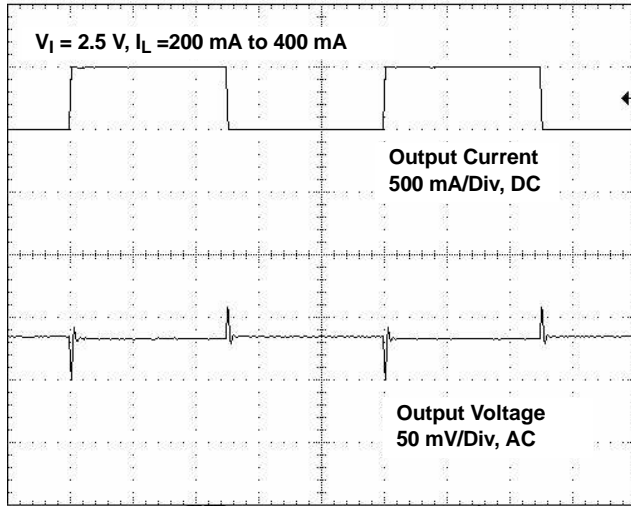 V_I = 2.5 V, I_L =200 mA to 400 mA
Output Current
500 mA/Div, DC
Output Voltage
50 mV/Div, AC